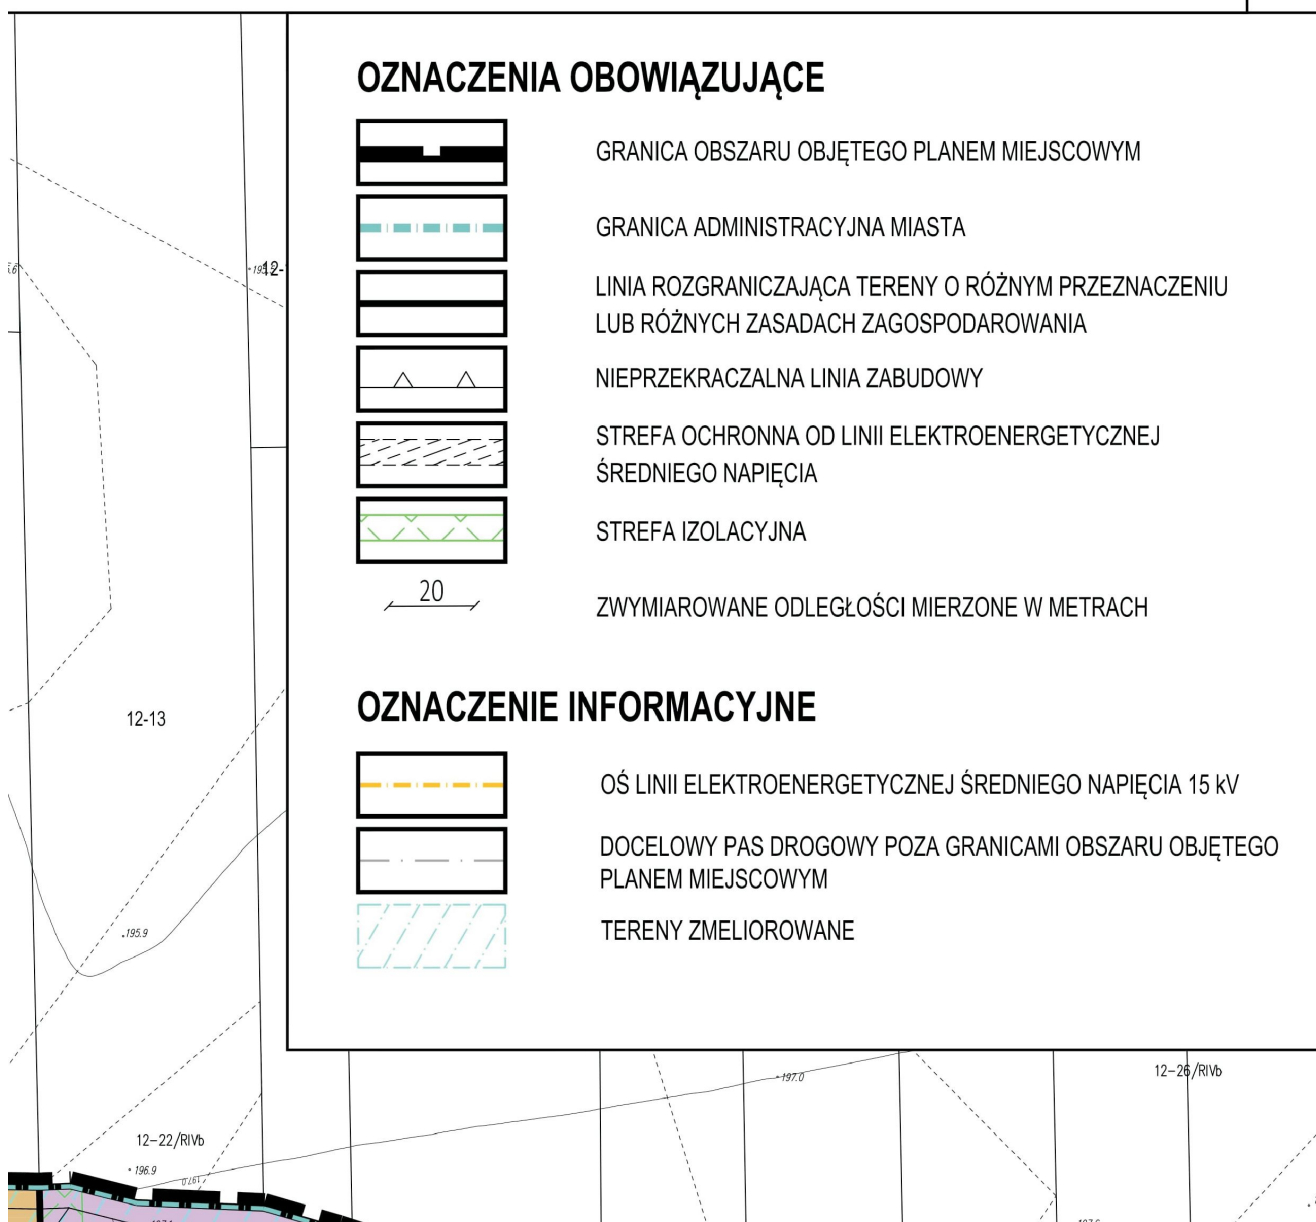 OZNACZENIA OBOWIĄZUJĄCE
GRANICA OBSZARU OBJĘTEGO PLANEM MIEJSCOWYM
GRANICA ADMINISTRACYJNA MIASTA
LINIA ROZGRANICZAJĄCA TERENY O RÓŻNYM PRZEZNACZENIU
LUB RÓŻNYCH ZASADACH ZAGOSPODAROWANIA
NIEPRZEKRACZALNA LINIA ZABUDOWY
STREFA OCHRONNA OD LINII ELEKTROENERGETYCZNEJ
ŚREDNIEGO NAPIĘCIA
STREFA IZOLACYJNA
20
ZWYMIAROWANE ODLEGŁOŚCI MIERZONE W METRACH
OZNACZENIE INFORMACYJNE
12-13
OŚ LINII ELEKTROENERGETYCZNEJ ŚREDNIEGO NAPIĘCIA 15 kV
DOCELOWY PAS DROGOWY POZA GRANICAMI OBSZARU OBJĘTEGO
PLANEM MIEJSCOWYM
TERENY ZMELIOROWANE
195.9
197.0
12-26/RIVb
12-22/RIVb
196.9
197.0